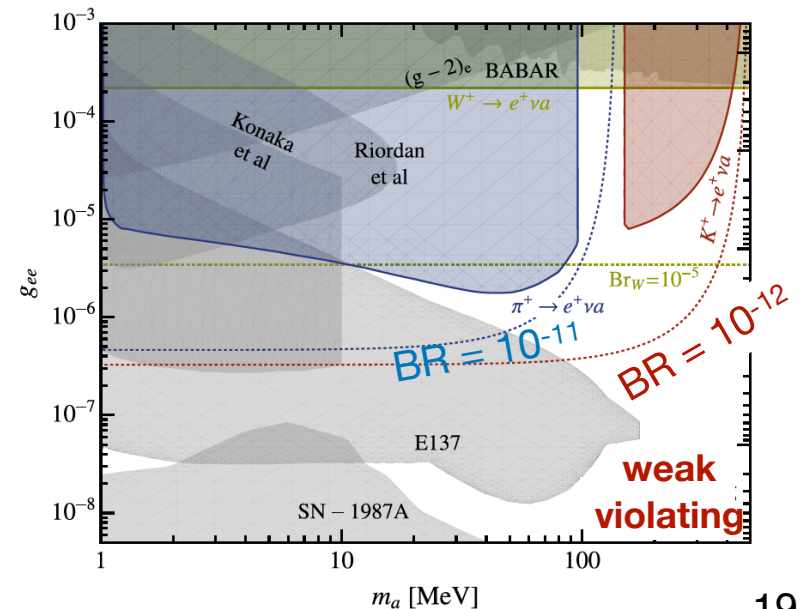 10⁻³
10⁻⁴
10⁻⁵
10⁻⁶
10⁻⁷
10⁻⁸
g_ee
(g − 2)ₑ BABAR
W⁺ → e⁺νa
Konaka
et al
Riordan
et al
K⁺→e⁺νa
Br_W=10⁻⁵
π⁺ → e⁺νa
BR = 10⁻¹¹
BR = 10⁻¹²
E137
weak
violating
SN − 1987A
1
10
100
m_a [MeV]
19